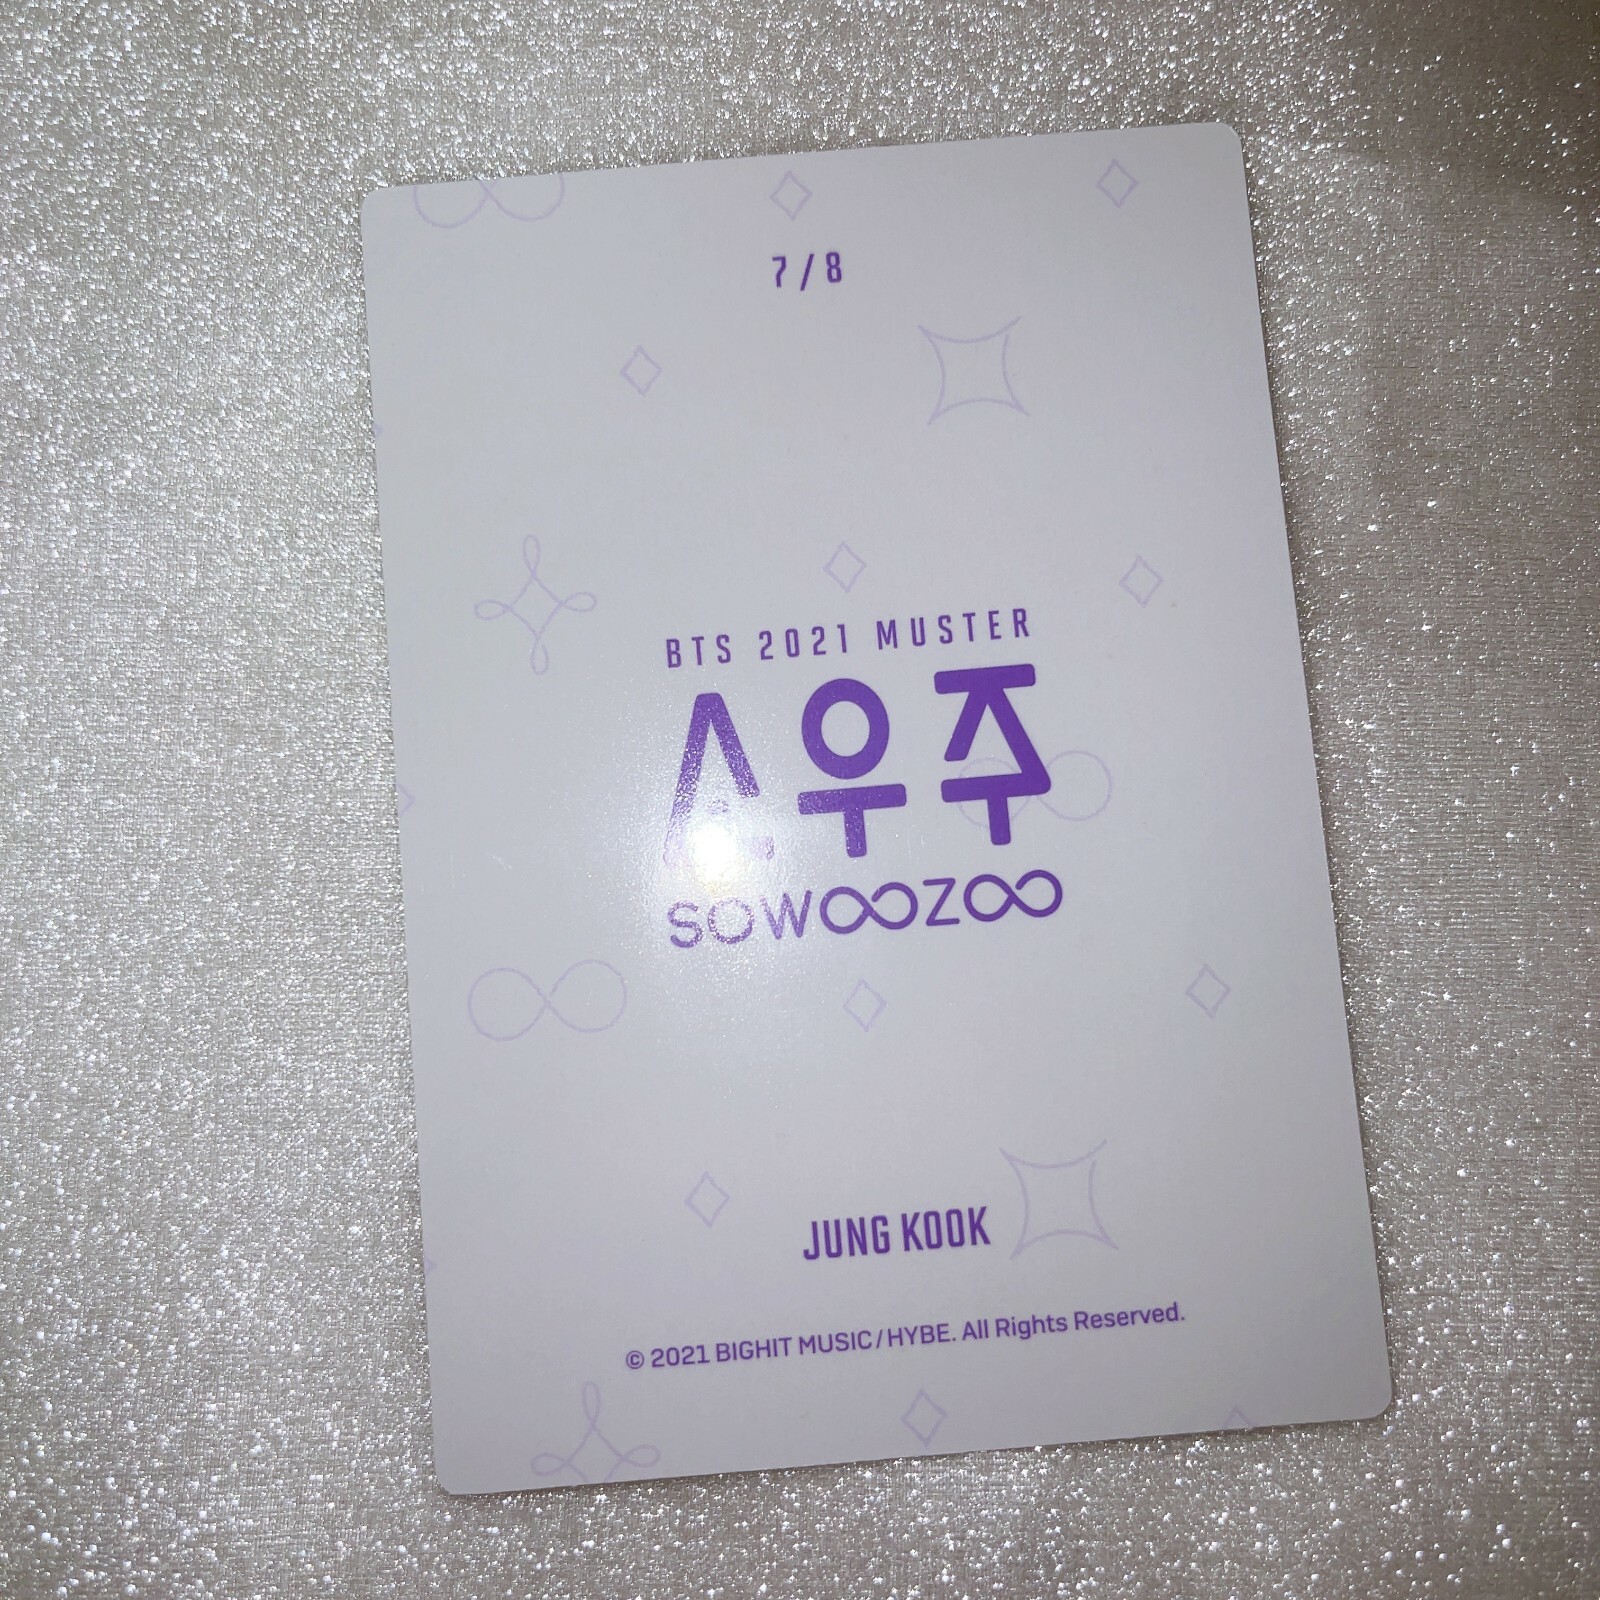 7/8
BTS 2021 MUSTER
소우주
SOWOOZOO
JUNG KOOK
© 2021 BIGHIT MUSIC/HYBE. All Rights Reserved.